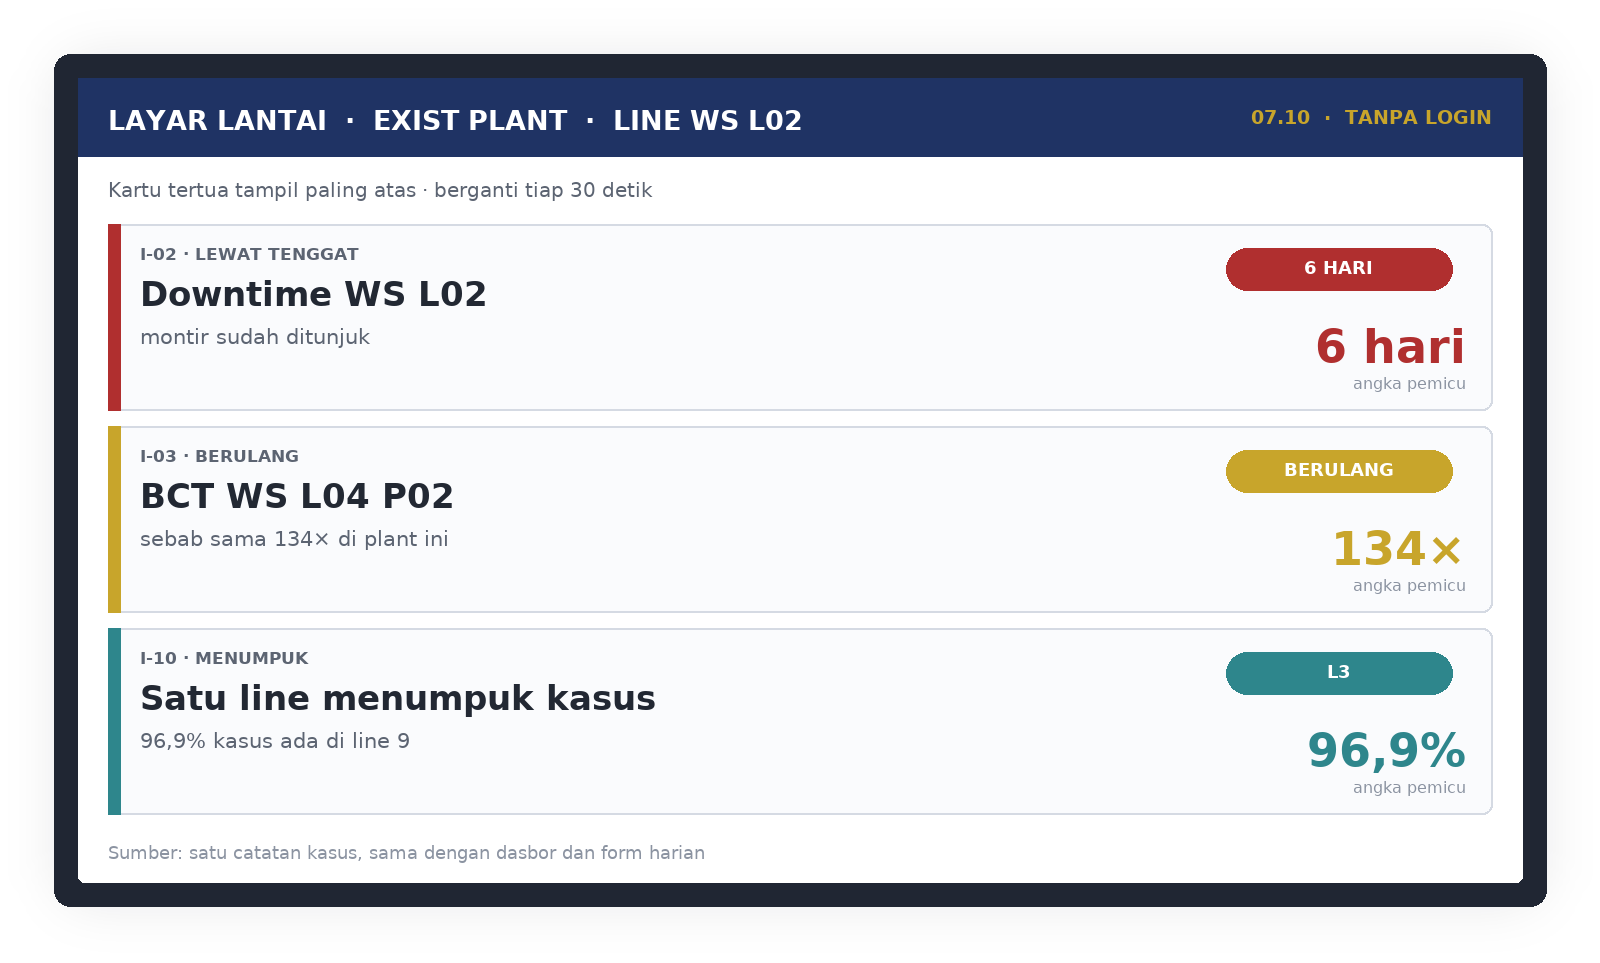 LAYAR LANTAI · EXIST PLANT · LINE WS L02
07.10 · TANPA LOGIN
Kartu tertua tampil paling atas · berganti tiap 30 detik
I-02 · LEWAT TENGGAT
6 HARI
Downtime WS L02
montir sudah ditunjuk
6 hari
angka pemicu
I-03 · BERULANG
BERULANG
BCT WS L04 P02
sebab sama 134× di plant ini
134×
angka pemicu
I-10 · MENUMPUK
L3
Satu line menumpuk kasus
96,9% kasus ada di line 9
96,9%
angka pemicu
Sumber: satu catatan kasus, sama dengan dasbor dan form harian